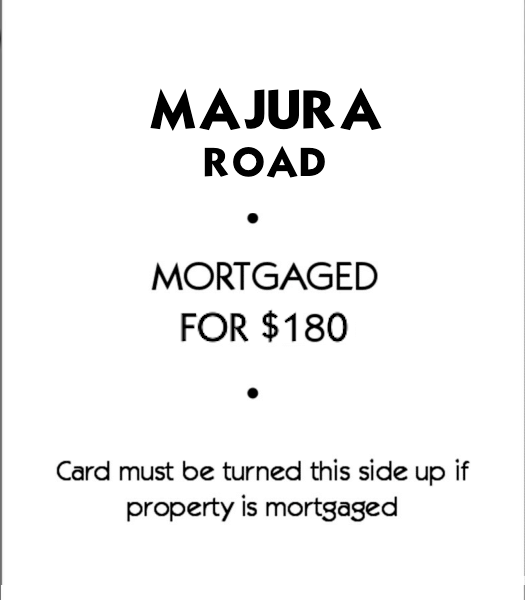 MAJURA
ROAD
•
MORTGAGED
FOR $180
•
Card must be turned this side up if
property is mortgaged